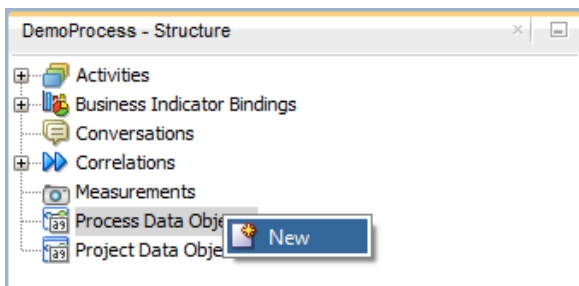 DemoProcess - Structure
Activities
Business Indicator Bindings
Conversations
Correlations
Measurements
Process Data Obje
New
Project Data Obje